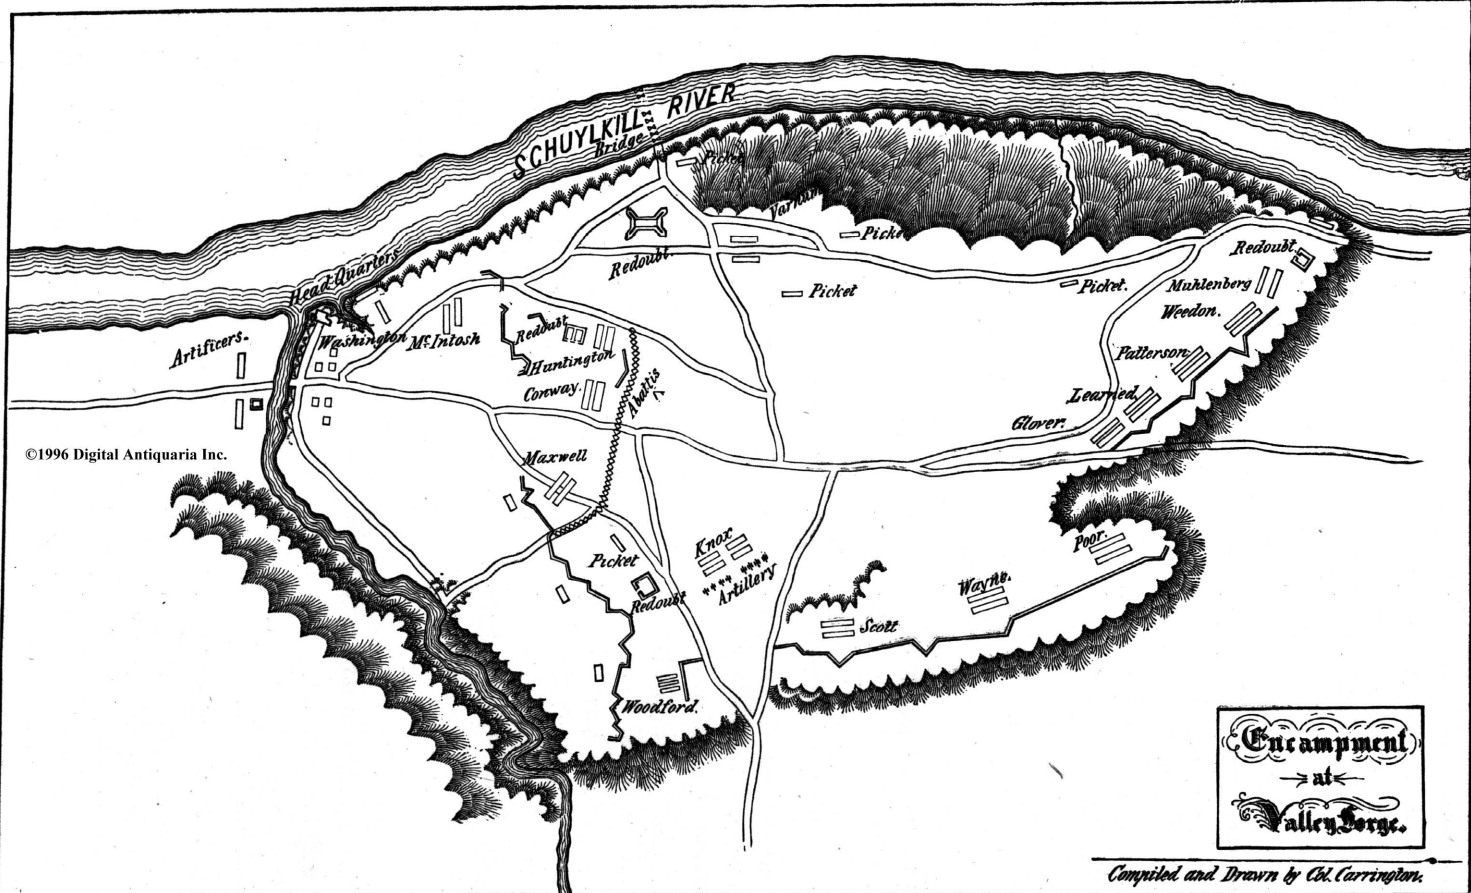 SCHUYLKILL RIVER
Bridge
Picket
Varnum
Picket
Redoubt.
Picket
Picket.
Redoubt.
Muhlenberg
Weedon.
Patterson
Learned.
Glover.
Head Quarters
Washington
McIntosh
Artificers.
Redoubt
Huntington
Conway.
Abattis
Maxwell
©1996 Digital Antiquaria Inc.
Picket
Redoubt
Knox
Artillery
Poor.
Wayne.
Scott
Woodford.
Encampment
at
Valley Forge.
Compiled and Drawn by Col. Carrington.